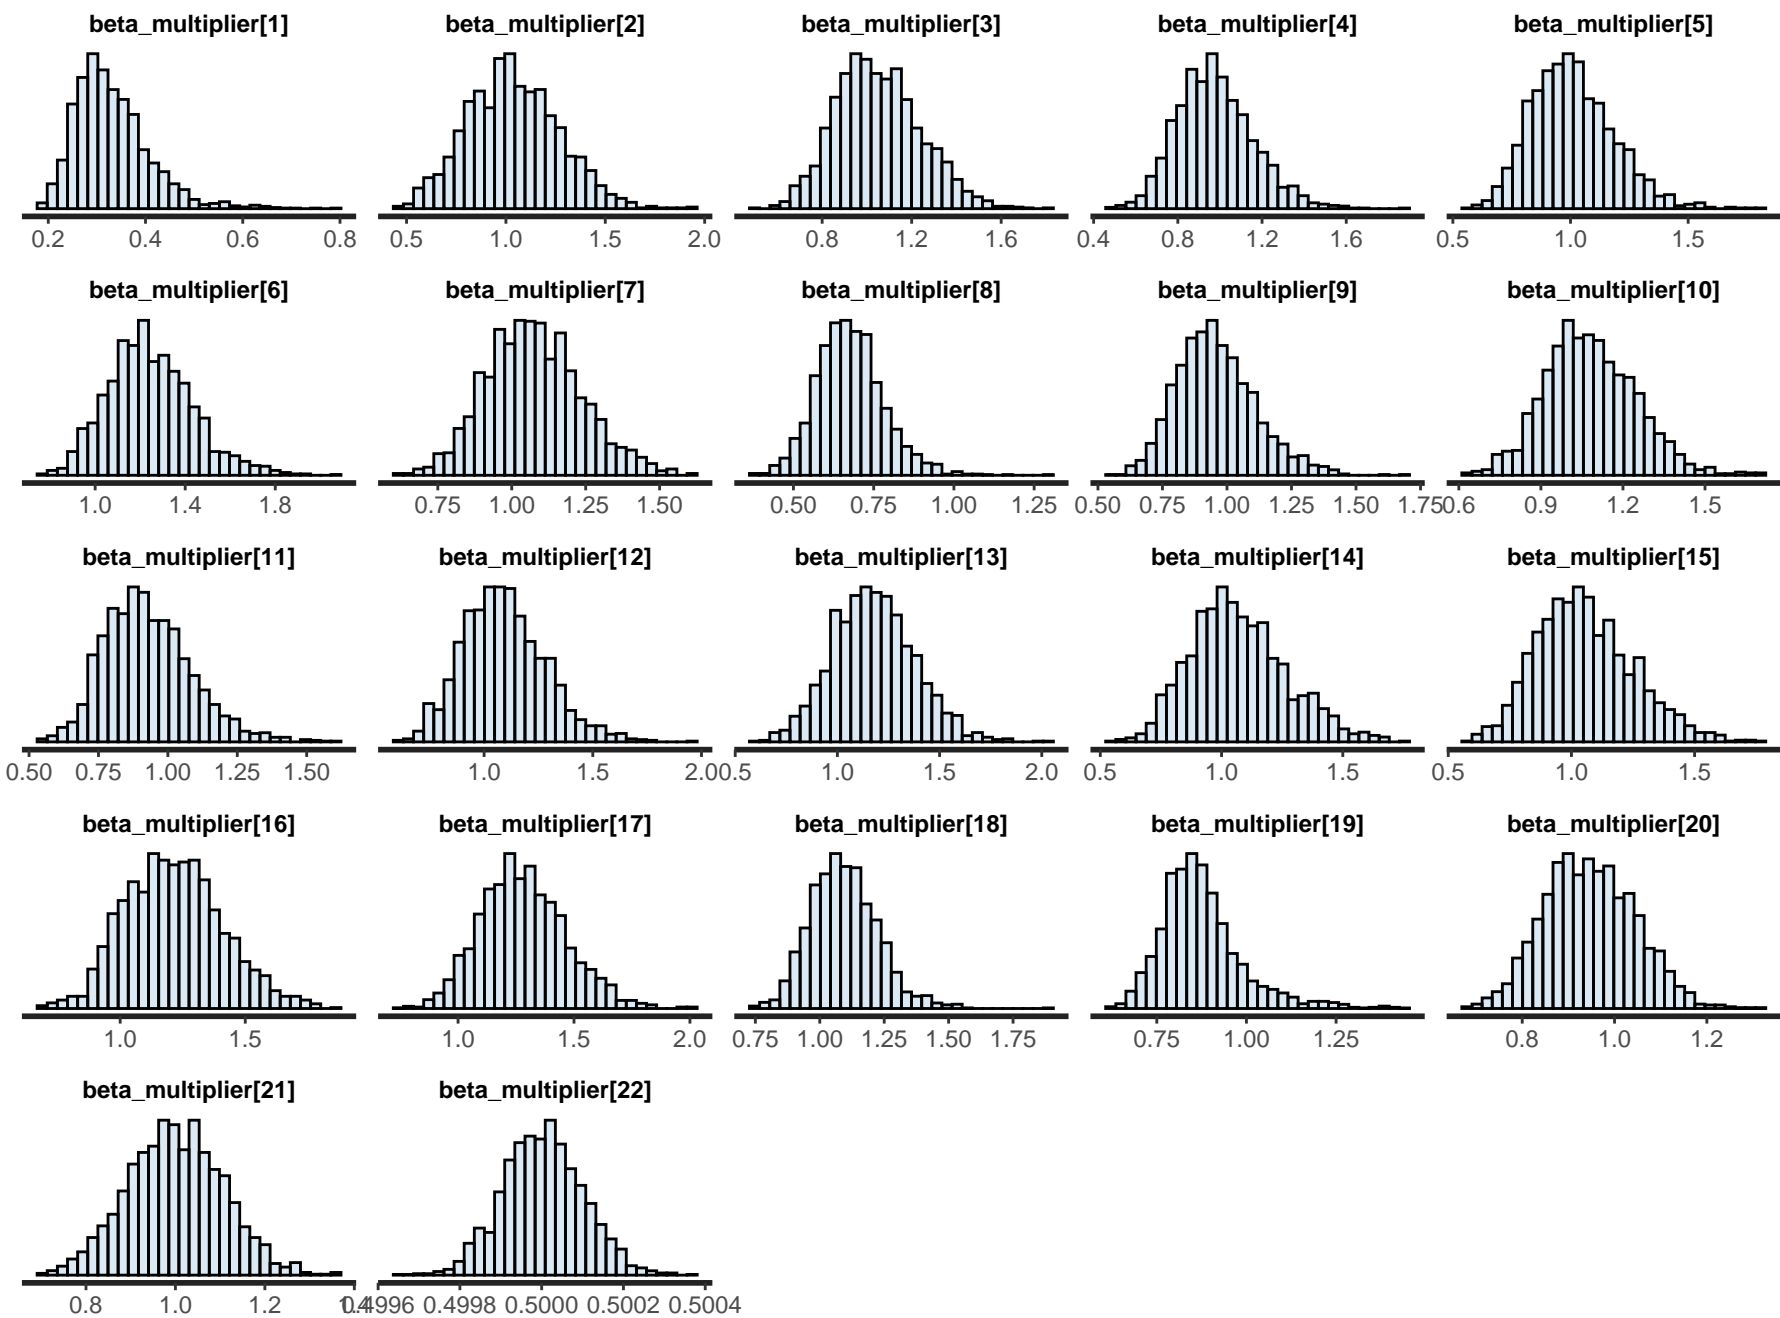 beta_multiplier[1] beta_multiplier[2] beta_multiplier[3] beta_multiplier[4] beta_multiplier[5]
0.2 0.4 0.6 0.8 0.5 1.0 1.5 2.0 0.8 1.2 1.6 0.4 0.8 1.2 1.6 0.5 1.0 1.5
beta_multiplier[6] beta_multiplier[7] beta_multiplier[8] beta_multiplier[9] beta_multiplier[10]
1.0 1.4 1.8 0.75 1.00 1.25 1.50 0.50 0.75 1.00 1.25 0.50 0.75 1.00 1.25 1.50 1.75 0.6 0.9 1.2 1.5
beta_multiplier[11] beta_multiplier[12] beta_multiplier[13] beta_multiplier[14] beta_multiplier[15]
0.50 0.75 1.00 1.25 1.50 1.0 1.5 2.0 0.5 1.0 1.5 2.0 0.5 1.0 1.5 0.5 1.0 1.5
beta_multiplier[16] beta_multiplier[17] beta_multiplier[18] beta_multiplier[19] beta_multiplier[20]
1.0 1.5 1.0 1.5 2.0 0.75 1.00 1.25 1.50 1.75 0.75 1.00 1.25 0.8 1.0 1.2
beta_multiplier[21] beta_multiplier[22]
0.8 1.0 1.2 1.4 0.4996 0.4998 0.5000 0.5002 0.5004